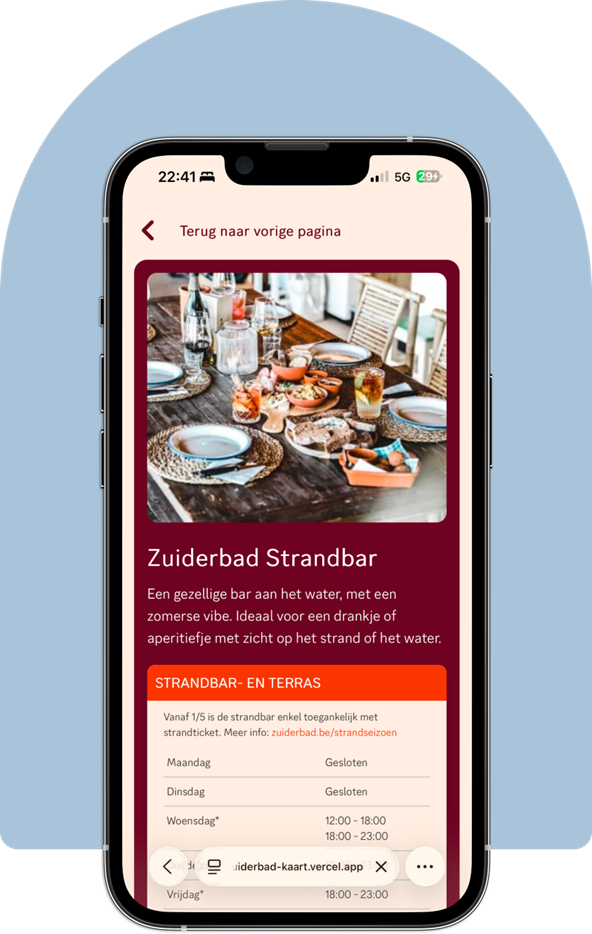 22:41
5G
29
Terug naar vorige pagina
Zuiderbad Strandbar
Een gezellige bar aan het water, met een
zomerse vibe. Ideaal voor een drankje of
aperitiefje met zicht op het strand of het water.
STRANDBAR- EN TERRAS
Vanaf 1/5 is de strandbar enkel toegankelijk met
strandticket. Meer info: zuiderbad.be/strandseizoen
Maandag Gesloten
Dinsdag Gesloten
Woensdag* 12:00 - 18:00
18:00 - 23:00
uiderbad-kaart.vercel.app
Vrijdag* 18:00 - 23:00